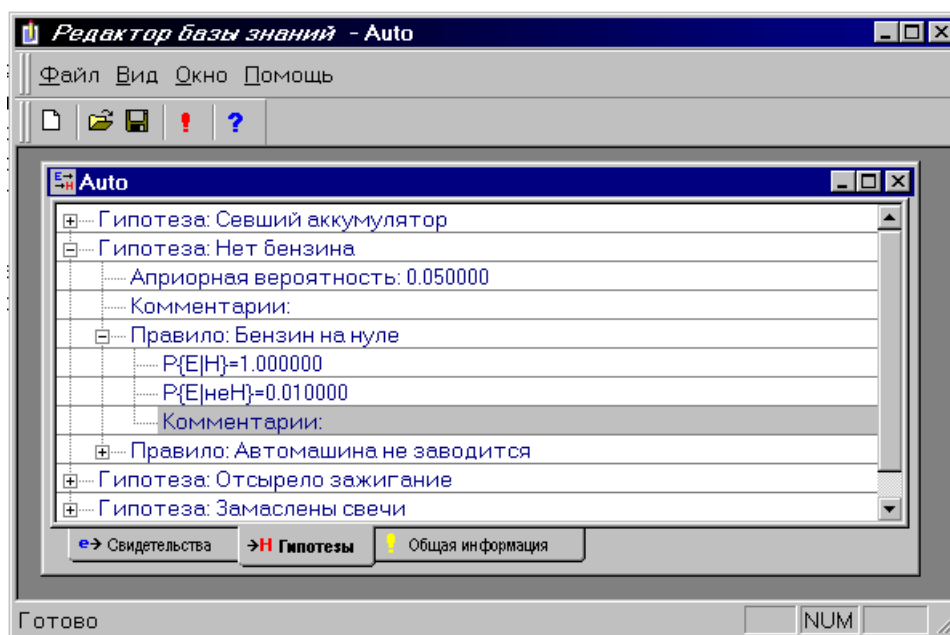 Редактор базы знаний - Auto
Файл Вид Окно Помощь
Auto
Гипотеза: Севший аккумулятор
Гипотеза: Нет бензина
Априорная вероятность: 0.050000
Комментарии:
Правило: Бензин на нуле
P{E|H}=1.000000
P{E|неH}=0.010000
Комментарии:
Правило: Автомашина не заводится
Гипотеза: Отсырело зажигание
Гипотеза: Замаслены свечи
e→ Свидетельства →H Гипотезы ! Общая информация
Готово NUM